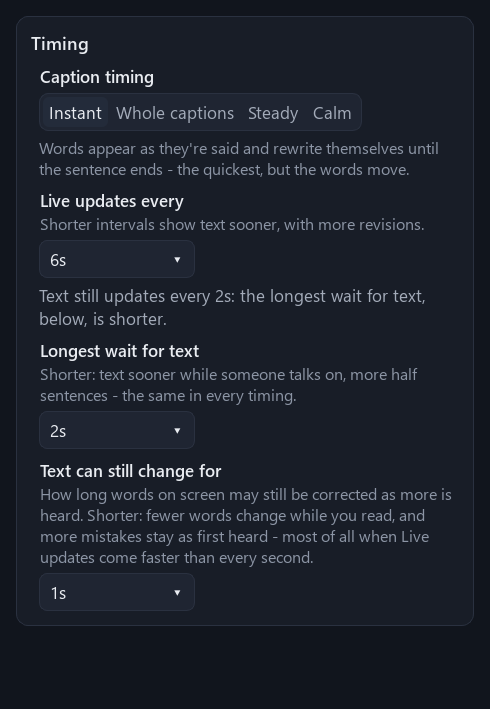 Timing
Caption timing
Instant Whole captions Steady Calm
Words appear as they're said and rewrite themselves until
the sentence ends - the quickest, but the words move.
Live updates every
Shorter intervals show text sooner, with more revisions.
6s
Text still updates every 2s: the longest wait for text,
below, is shorter.
Longest wait for text
Shorter: text sooner while someone talks on, more half
sentences - the same in every timing.
2s
Text can still change for
How long words on screen may still be corrected as more is
heard. Shorter: fewer words change while you read, and
more mistakes stay as first heard - most of all when Live
updates come faster than every second.
1s